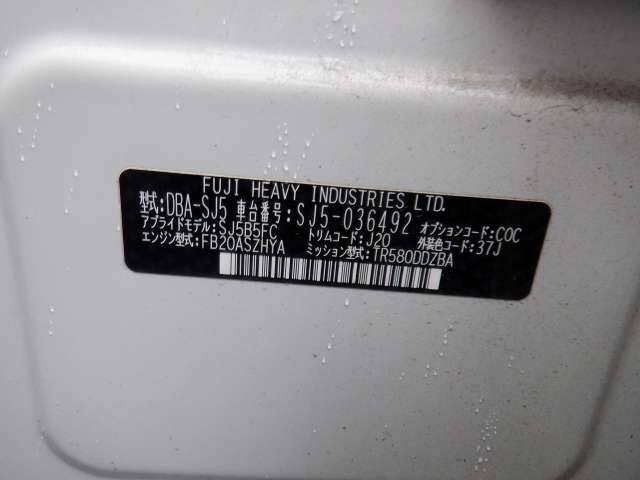 FUJI HEAVY INDUSTRIES LTD.
型式:DBA-SJ5 車台番号:SJ5-036492 オプションコード:C0C
アプライドモデル:SJ5B5FC トリムコード:J20 外装色コード:37J
エンジン型式:FB20ASZHYA ミッション型式:TR580DDZBA